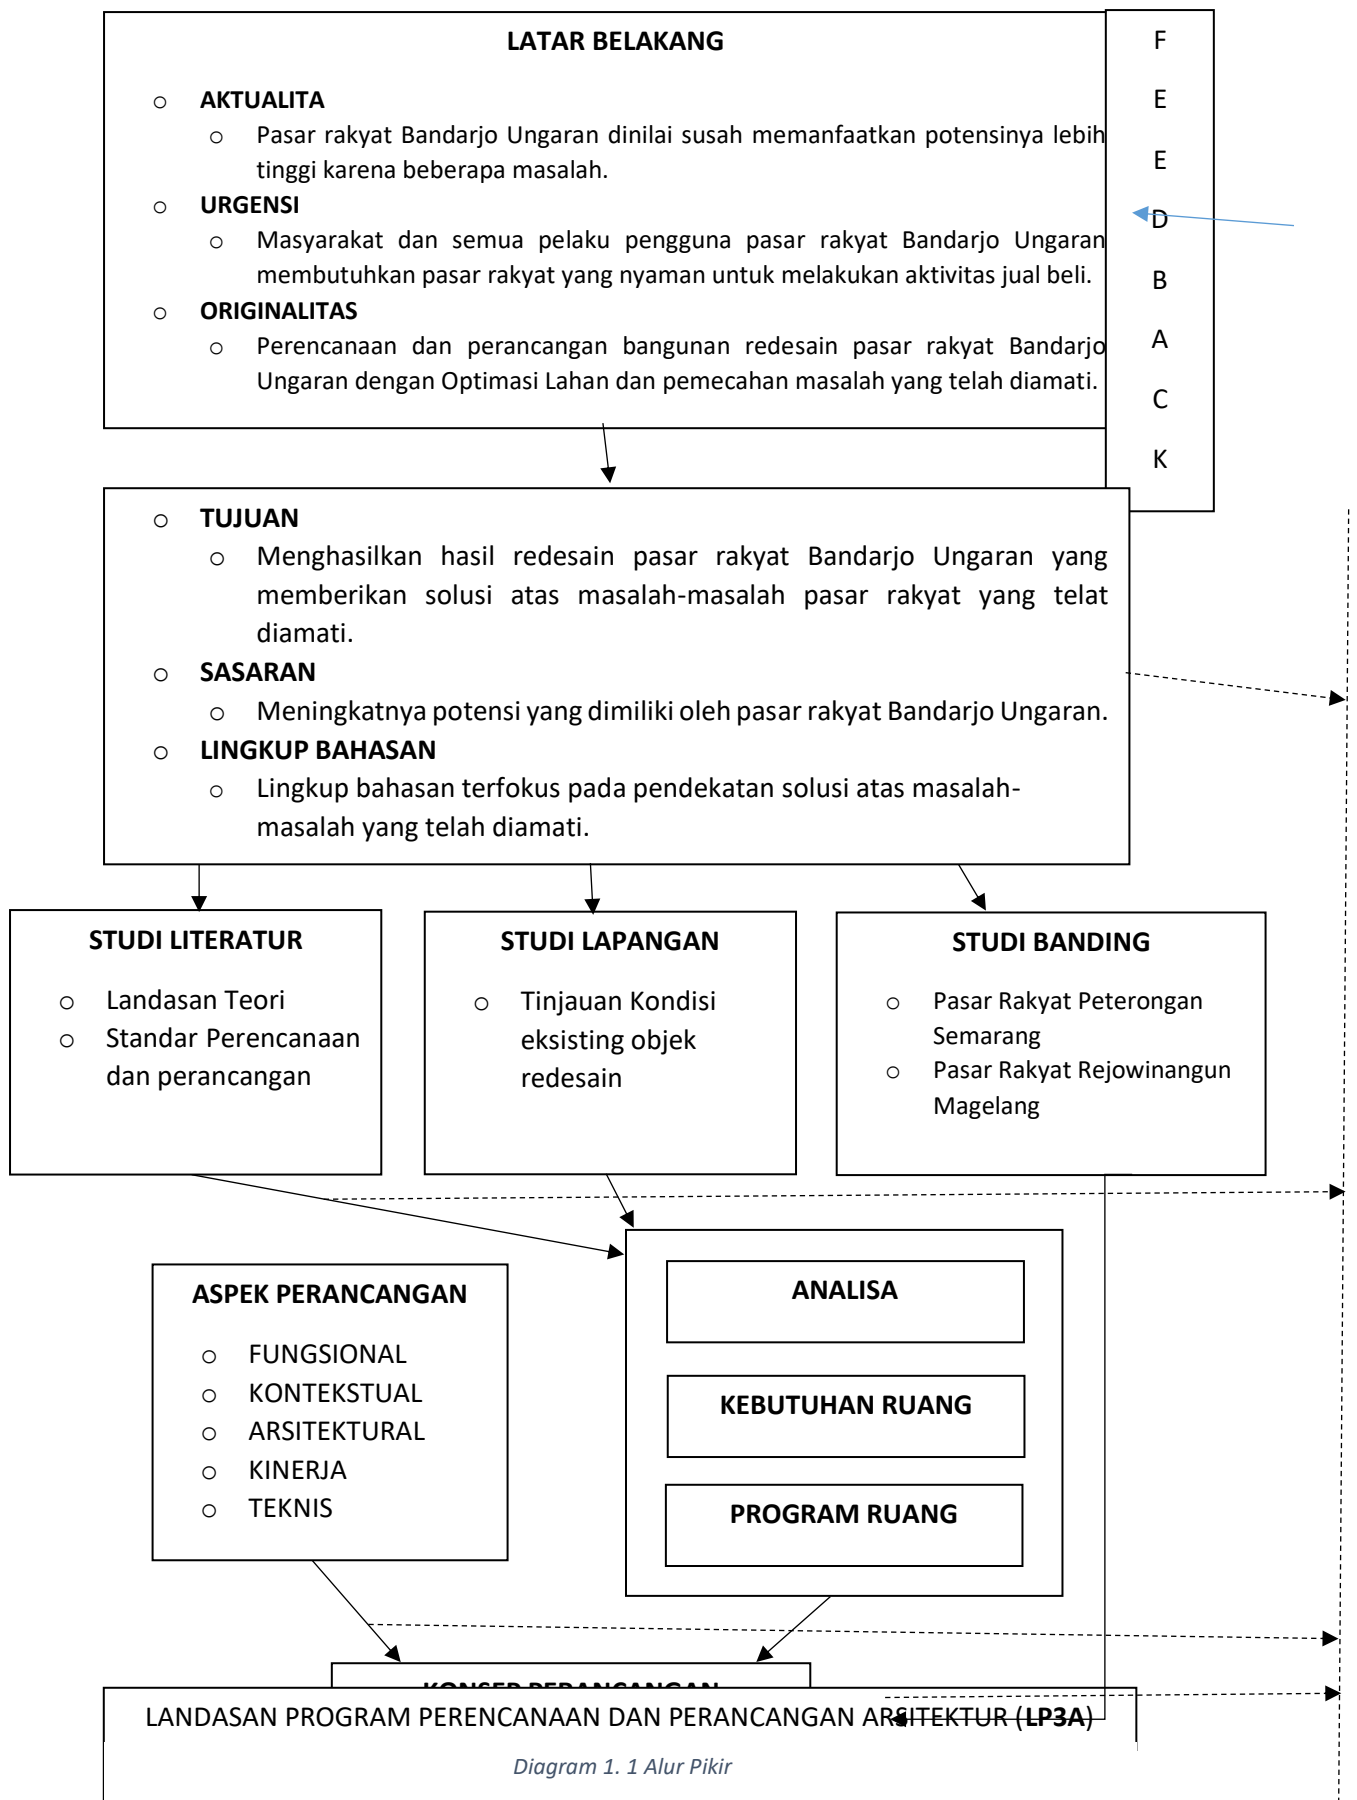 LATAR BELAKANG
o AKTUALITA
o Pasar rakyat Bandarjo Ungaran dinilai susah memanfaatkan potensinya lebih
tinggi karena beberapa masalah.
o URGENSI
o Masyarakat dan semua pelaku pengguna pasar rakyat Bandarjo Ungaran
membutuhkan pasar rakyat yang nyaman untuk melakukan aktivitas jual beli.
o ORIGINALITAS
o Perencanaan dan perancangan bangunan redesain pasar rakyat Bandarjo
Ungaran dengan Optimasi Lahan dan pemecahan masalah yang telah diamati.
F
E
E
D
B
A
C
K
o TUJUAN
o Menghasilkan hasil redesain pasar rakyat Bandarjo Ungaran yang
memberikan solusi atas masalah-masalah pasar rakyat yang telat
diamati.
o SASARAN
o Meningkatnya potensi yang dimiliki oleh pasar rakyat Bandarjo Ungaran.
o LINGKUP BAHASAN
o Lingkup bahasan terfokus pada pendekatan solusi atas masalah-
masalah yang telah diamati.
STUDI LITERATUR
o Landasan Teori
o Standar Perencanaan
dan perancangan
STUDI LAPANGAN
o Tinjauan Kondisi
eksisting objek
redesain
STUDI BANDING
o Pasar Rakyat Peterongan
Semarang
o Pasar Rakyat Rejowinangun
Magelang
ASPEK PERANCANGAN
o FUNGSIONAL
o KONTEKSTUAL
o ARSITEKTURAL
o KINERJA
o TEKNIS
ANALISA
KEBUTUHAN RUANG
PROGRAM RUANG
KONSEP PERANCANGAN
LANDASAN PROGRAM PERENCANAAN DAN PERANCANGAN ARSITEKTUR (LP3A)
Diagram 1. 1 Alur Pikir